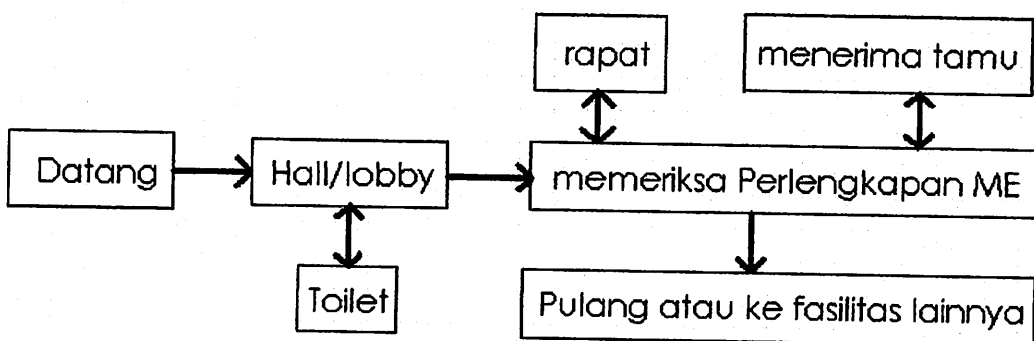 rapat
menerima tamu
Datang
Hall/lobby
memeriksa Perlengkapan ME
Toilet
Pulang atau ke fasilitas lainnya